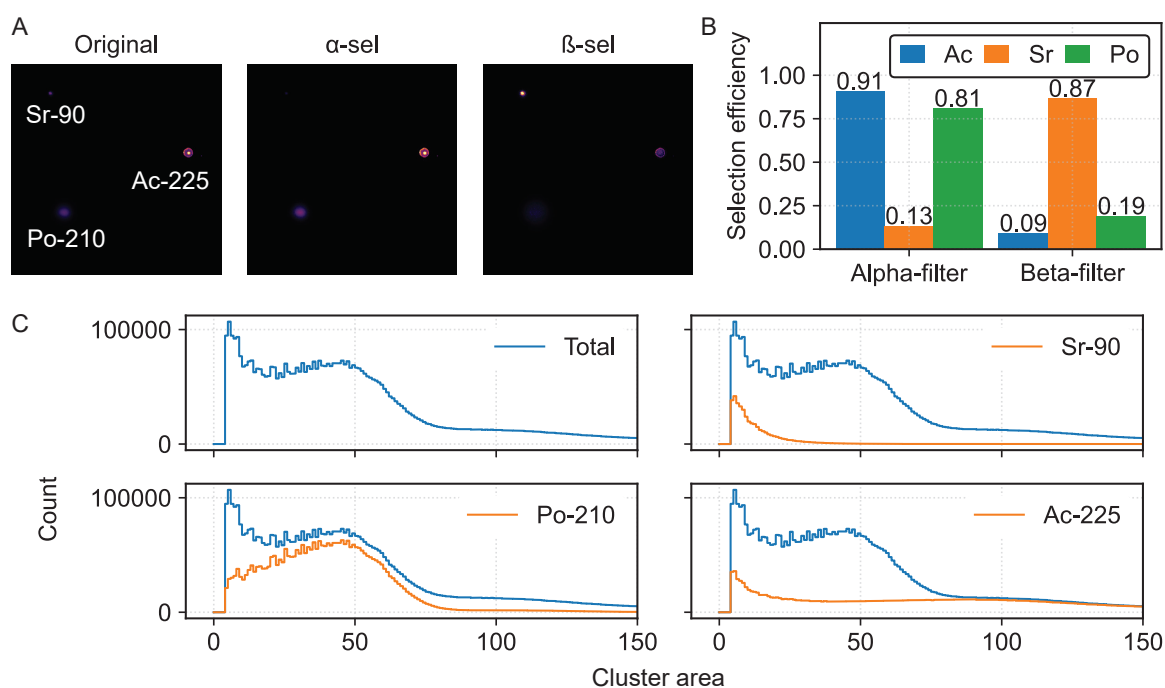 A
Original
α-sel
ß-sel
Sr-90
Ac-225
Po-210
B
Ac Sr Po
Selection efficiency
1.00
0.75
0.50
0.25
0.00
0.91
0.13
0.81
0.09
0.87
0.19
Alpha-filter
Beta-filter
C
Count
100000
0
Total
Sr-90
100000
0
Po-210
Ac-225
0 50 100 150
0 50 100 150
Cluster area